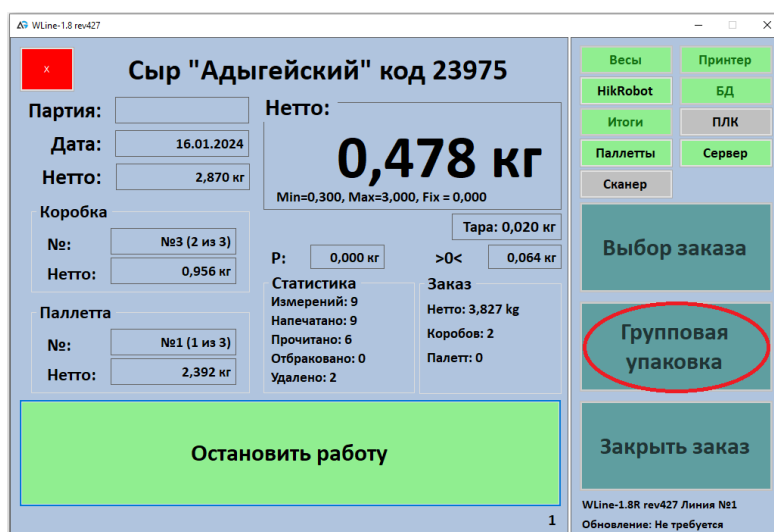 WLine-1.8 rev427
X
Сыр "Адыгейский" код 23975
Партия:
Дата: 16.01.2024
Нетто: 2,870 кг
Нетто:
0,478 кг
Min=0,300, Max=3,000, Fix = 0,000
Тара: 0,020 кг
P: 0,000 кг >0< 0,064 кг
Коробка
№: №3 (2 из 3)
Нетто: 0,956 кг
Паллетта
№: №1 (1 из 3)
Нетто: 2,392 кг
Статистика
Измерений: 9
Напечатано: 9
Прочитано: 6
Отбраковано: 0
Удалено: 2
Заказ
Нетто: 3,827 kg
Коробов: 2
Палетт: 0
Остановить работу
1
Весы Принтер
HikRobot БД
Итоги ПЛК
Паллетты Сервер
Сканер
Выбор заказа
Групповая
упаковка
Закрыть заказ
WLine-1.8R rev427 Линия №1
Обновление: Не требуется